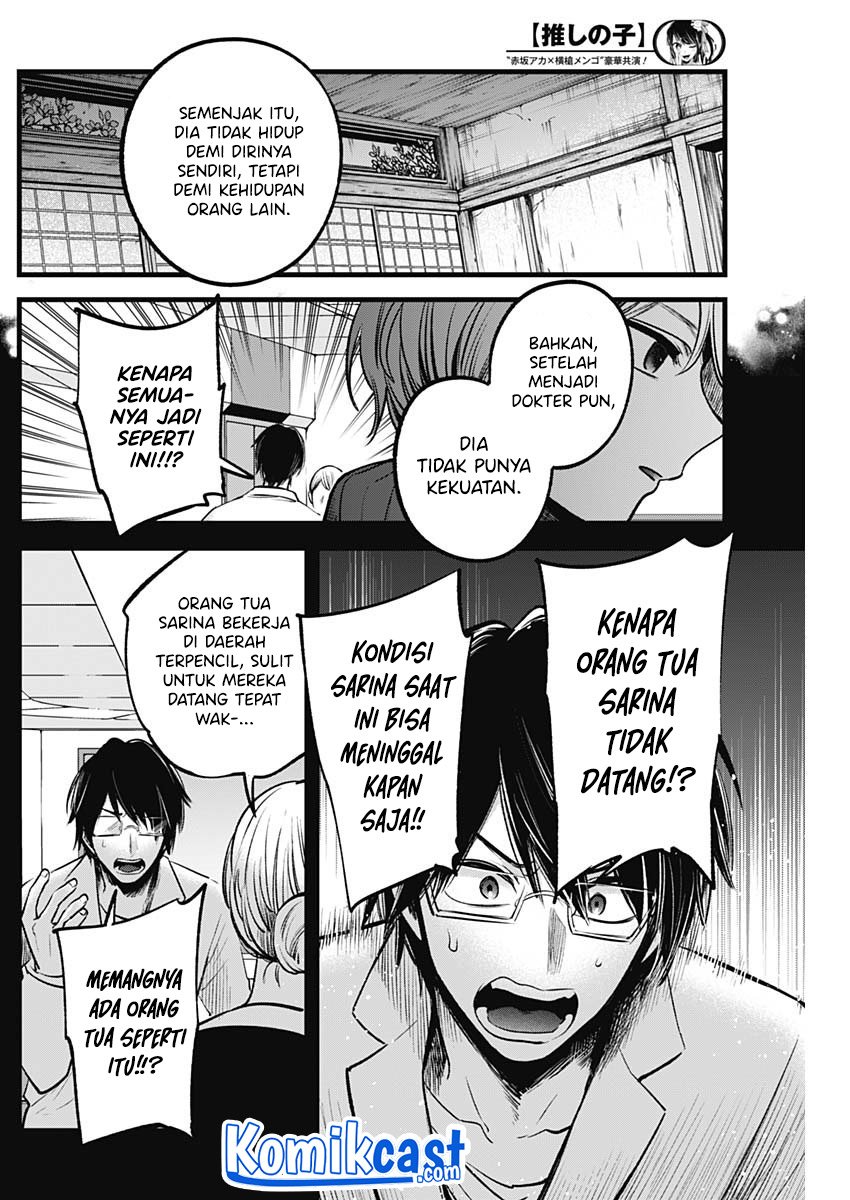 【推しの子】
"赤坂アカ×横槍メンゴ"豪華共演！
SEMENJAK ITU,
DIA TIDAK HIDUP
DEMI DIRINYA
SENDIRI, TETAPI
DEMI KEHIDUPAN
ORANG LAIN.
BAHKAN,
SETELAH
MENJADI
DOKTER PUN,
DIA
TIDAK PUNYA
KEKUATAN.
KENAPA
SEMUA-
NYA JADI
SEPERTI
INI!!?
KENAPA
ORANG TUA
SARINA
TIDAK
DATANG!?
KONDISI
SARINA SAAT
INI BISA
MENINGGAL
KAPAN
SAJA!!
ORANG TUA
SARINA BEKERJA
DI DAERAH
TERPENCIL, SULIT
UNTUK MEREKA
DATANG TEPAT
WAK-...
MEMANGNYA
ADA ORANG
TUA SEPERTI
ITU!!?
Komikcast
.com